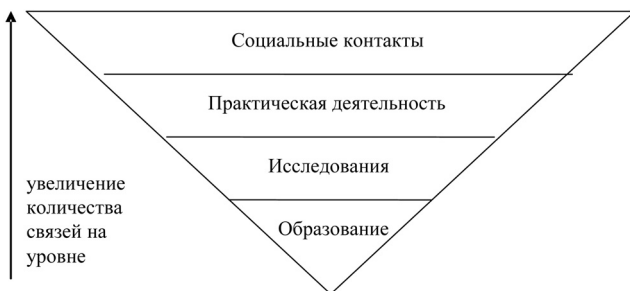 Социальные контакты
Практическая деятельность
Исследования
Образование
увеличение
количества
связей на
уровне